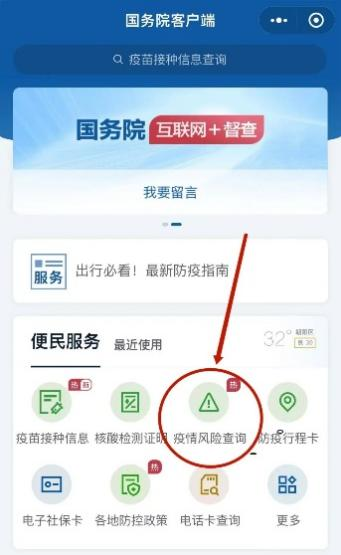 国务院客户端
疫苗接种信息查询
国务院 互联网+督查
我要留言
服务 出行必看！最新防疫指南
便民服务 最近使用 32°
热
热
疫苗接种信息 核酸检测证明 疫情风险查询 防疫行程卡
热
电子社保卡 各地防控政策 电话卡查询 更多